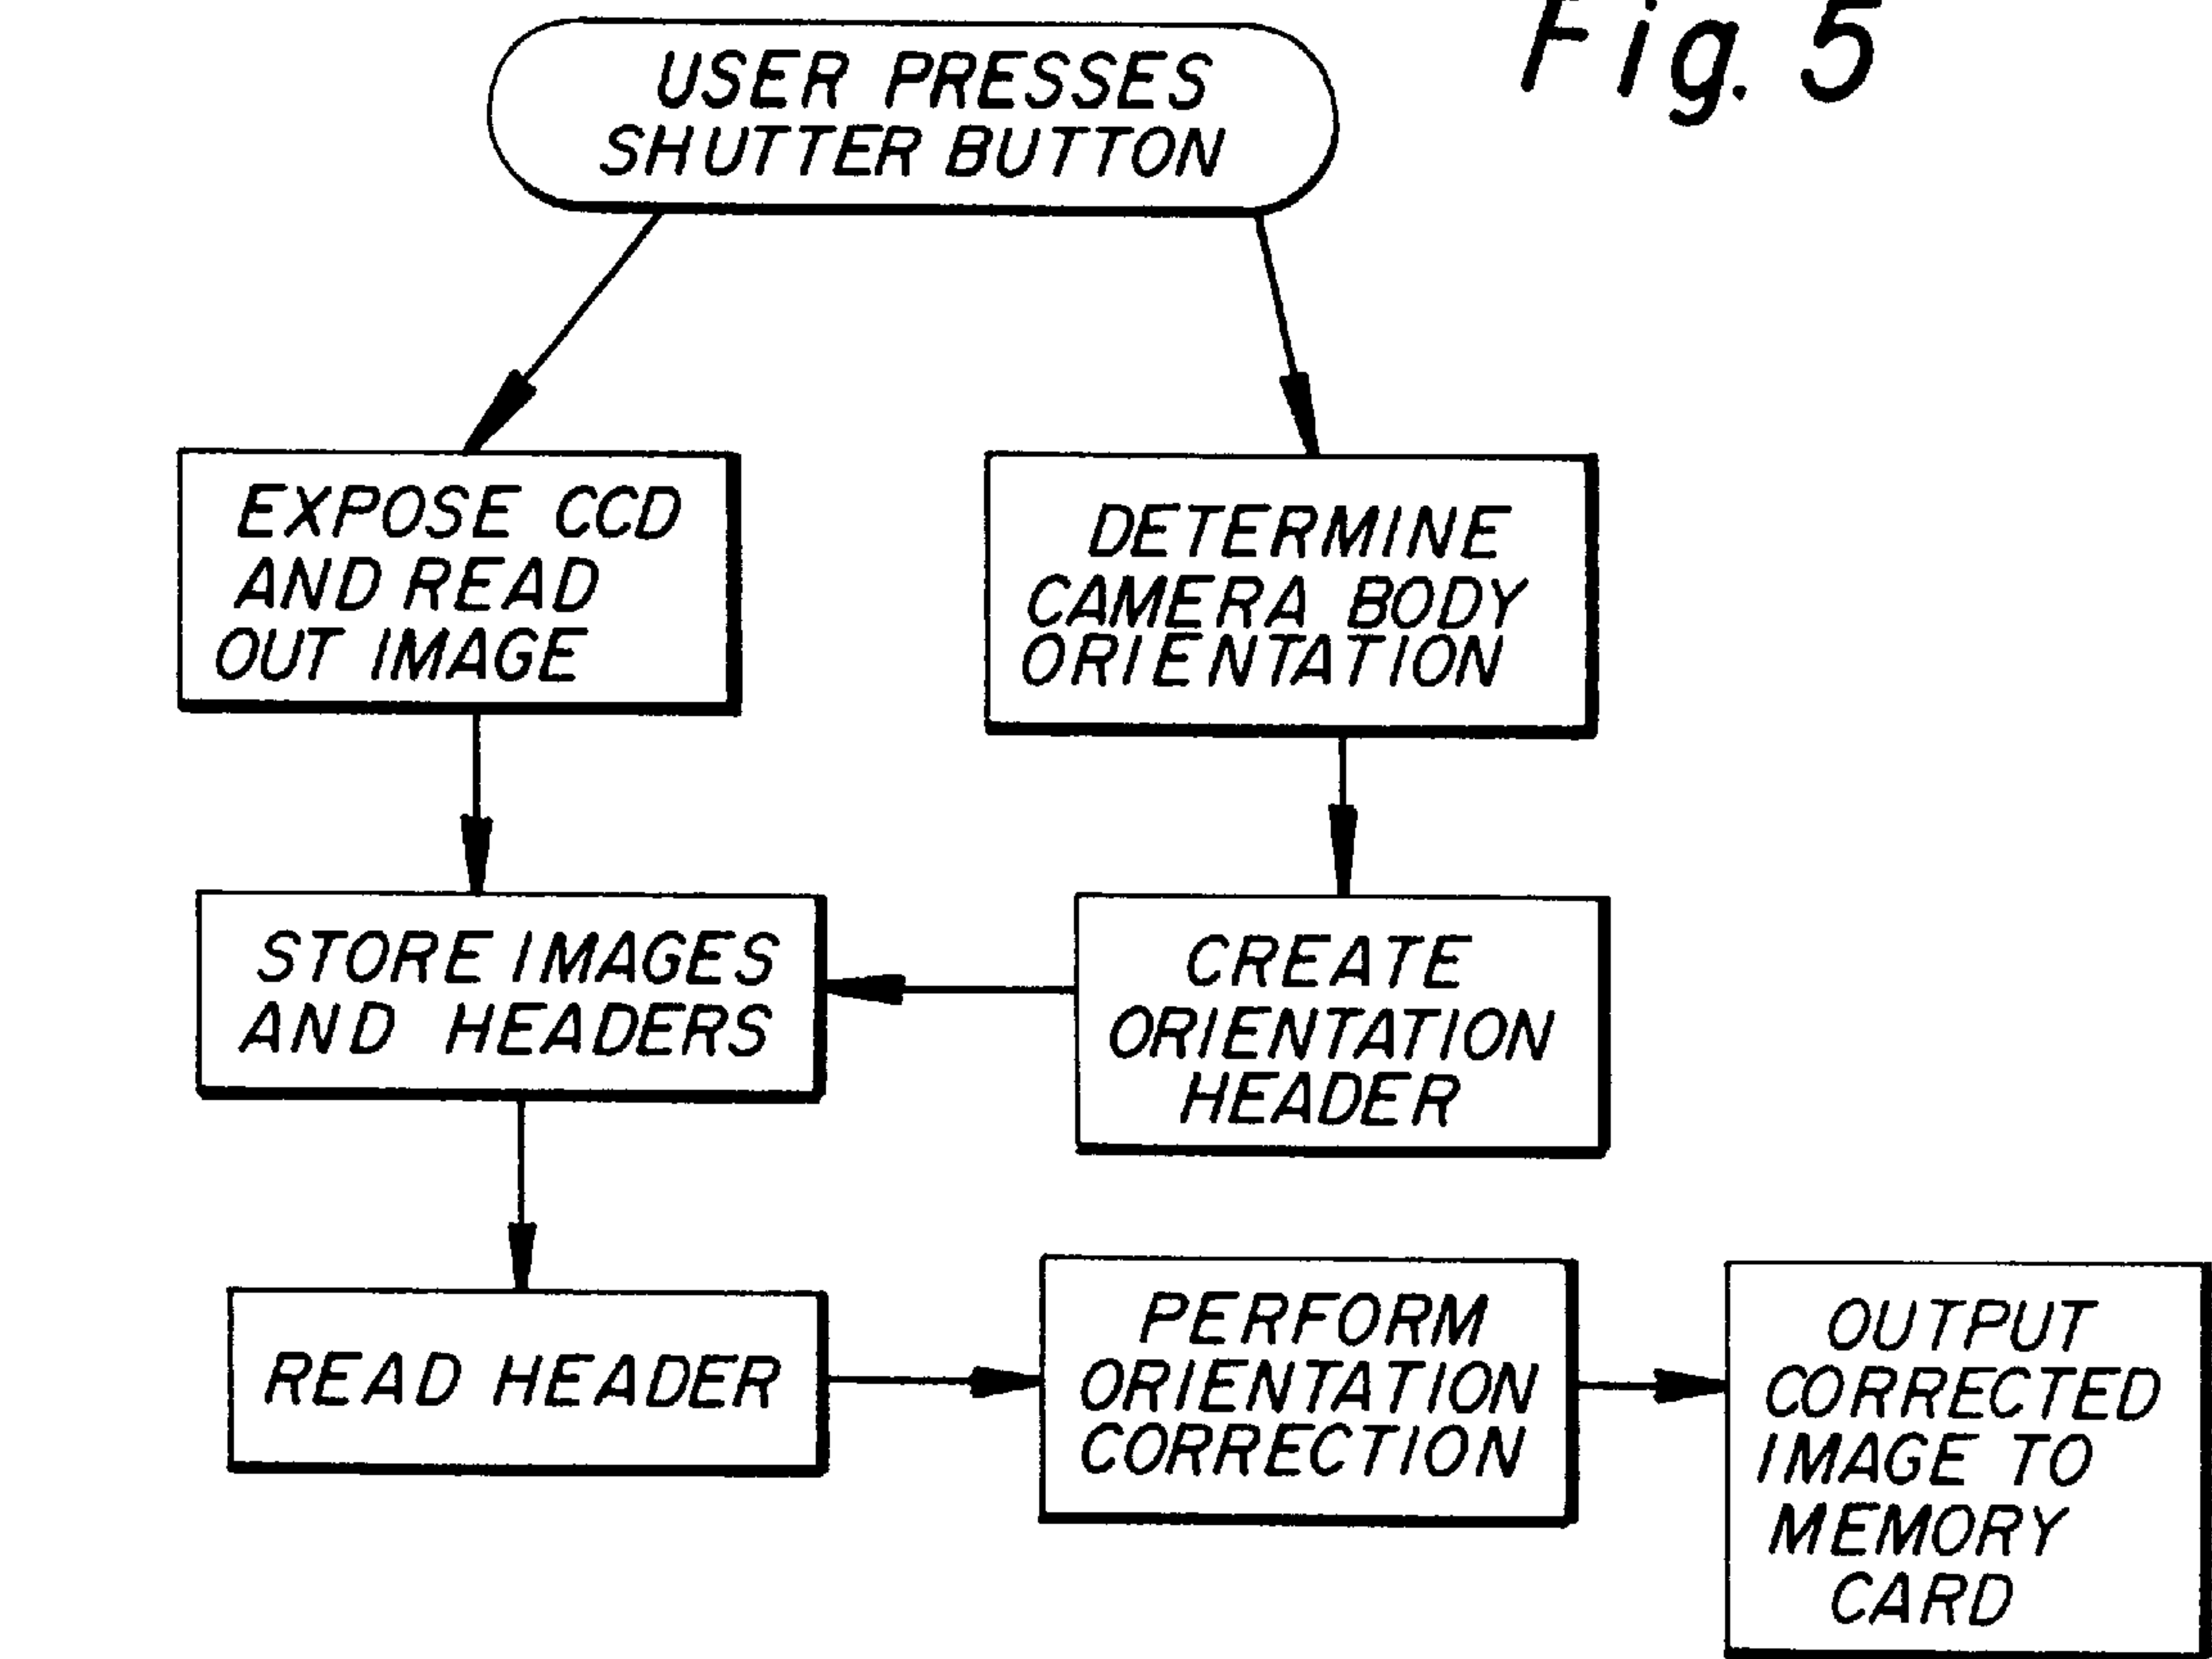 Fig. 5
USER PRESSES
SHUTTER BUTTON
EXPOSE CCD
AND READ
OUT IMAGE
DETERMINE
CAMERA BODY
ORIENTATION
STORE IMAGES
AND HEADERS
CREATE
ORIENTATION
HEADER
READ HEADER
PERFORM
ORIENTATION
CORRECTION
OUTPUT
CORRECTED
IMAGE TO
MEMORY
CARD